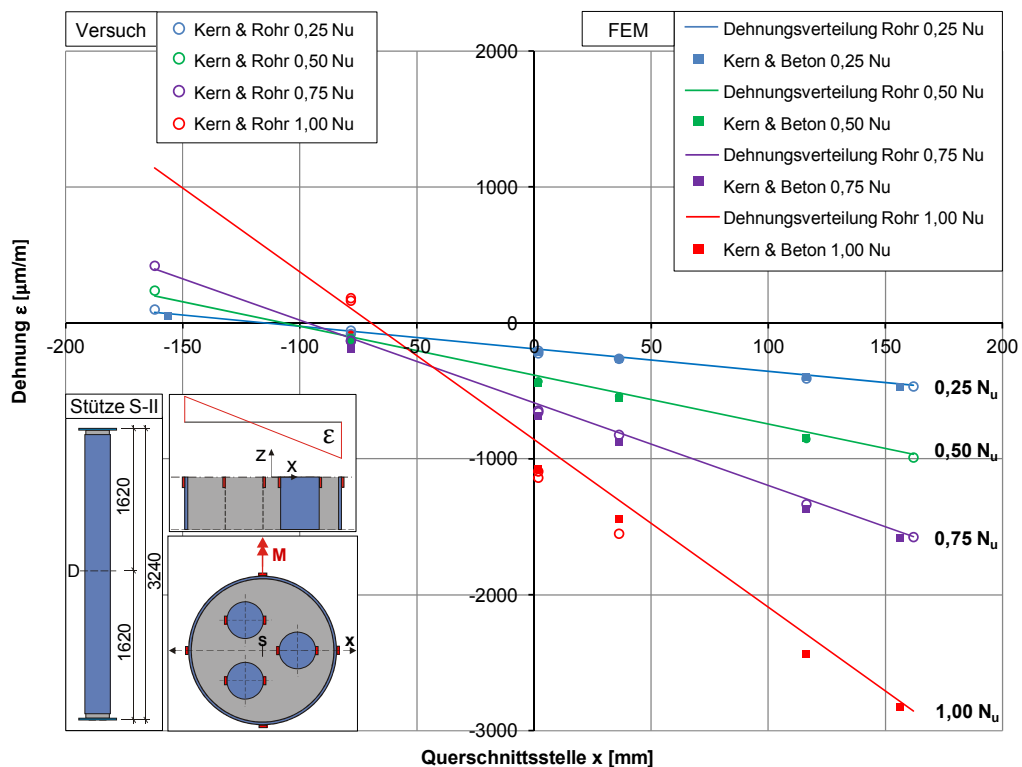 Versuch
Kern & Rohr 0,25 Nu
Kern & Rohr 0,50 Nu
Kern & Rohr 0,75 Nu
Kern & Rohr 1,00 Nu
FEM
Dehnungsverteilung Rohr 0,25 Nu
Kern & Beton 0,25 Nu
Dehnungsverteilung Rohr 0,50 Nu
Kern & Beton 0,50 Nu
Dehnungsverteilung Rohr 0,75 Nu
Kern & Beton 0,75 Nu
Dehnungsverteilung Rohr 1,00 Nu
Kern & Beton 1,00 Nu
2000
1000
0
-1000
-2000
-3000
Dehnung ε [µm/m]
-200
-150
-100
-50
0
50
100
150
200
Querschnittsstelle x [mm]
0,25 Nᵤ
0,50 Nᵤ
0,75 Nᵤ
1,00 Nᵤ
Stütze S-II
1620
3240
D
1620
ε
Z
X
M
S
x